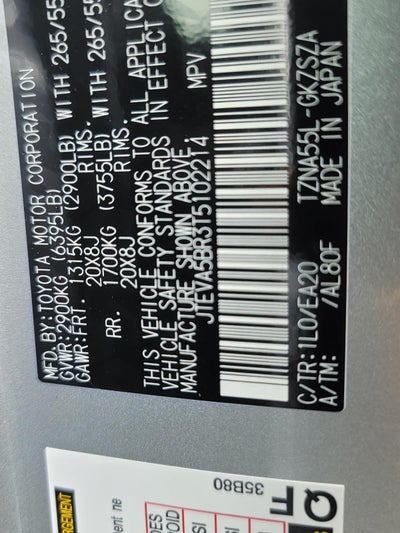 MFD. BY: TOYOTA MOTOR CORPORATION
GVWR: 2900KG (6395LB)
GAWR: FRT. 1315KG (2900LB) WITH 265/55
20X8J RIMS.
RR. 1700KG (3755LB) WITH 265/55
20X8J RIMS.
THIS VEHICLE CONFORMS TO ALL APPLICA
VEHICLE SAFETY STANDARDS IN EFFECT O
MANUFACTURE SHOWN ABOVE.
JTEVA5BR3T5102214 MPV
C/TR: 1L0/EA20 TZNA55L-GKZSZA
A/TM: /AL80F MADE IN JAPAN
35B80